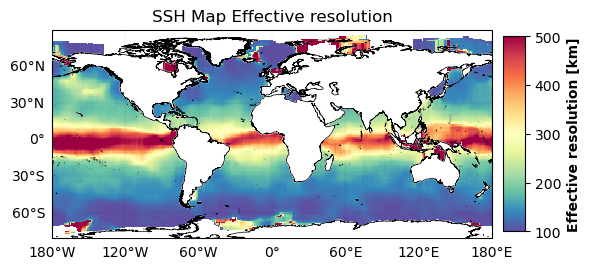 SSH Map Effective resolution
60°N
30°N
0°
30°S
60°S
180°W 120°W 60°W 0° 60°E 120°E 180°E
500
400
300
200
100
Effective resolution [km]